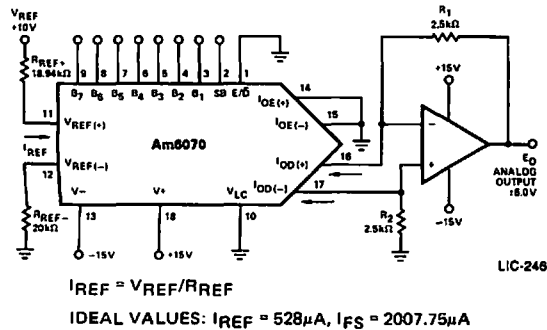 VREF
+10V
RREF+
18.94kΩ
9 8 7 6 5 4 3 2 1
B7 B6 B5 B4 B3 B2 B1 SB E/D̅
14
IOE(+)
11
VREF(+)
IOE(-)
15
IREF
Am6070
IOD(+)
16
12
VREF(-)
IOD(-)
17
V- V+ VLC
13 18 10
RREF-
20kΩ
-15V +15V
R1
2.5kΩ
+15V
-
+
-15V
R2
2.5kΩ
EO
ANALOG
OUTPUT
±5.0V
LIC-246
IREF = VREF/RREF
IDEAL VALUES: IREF = 528µA, IFS = 2007.75µA